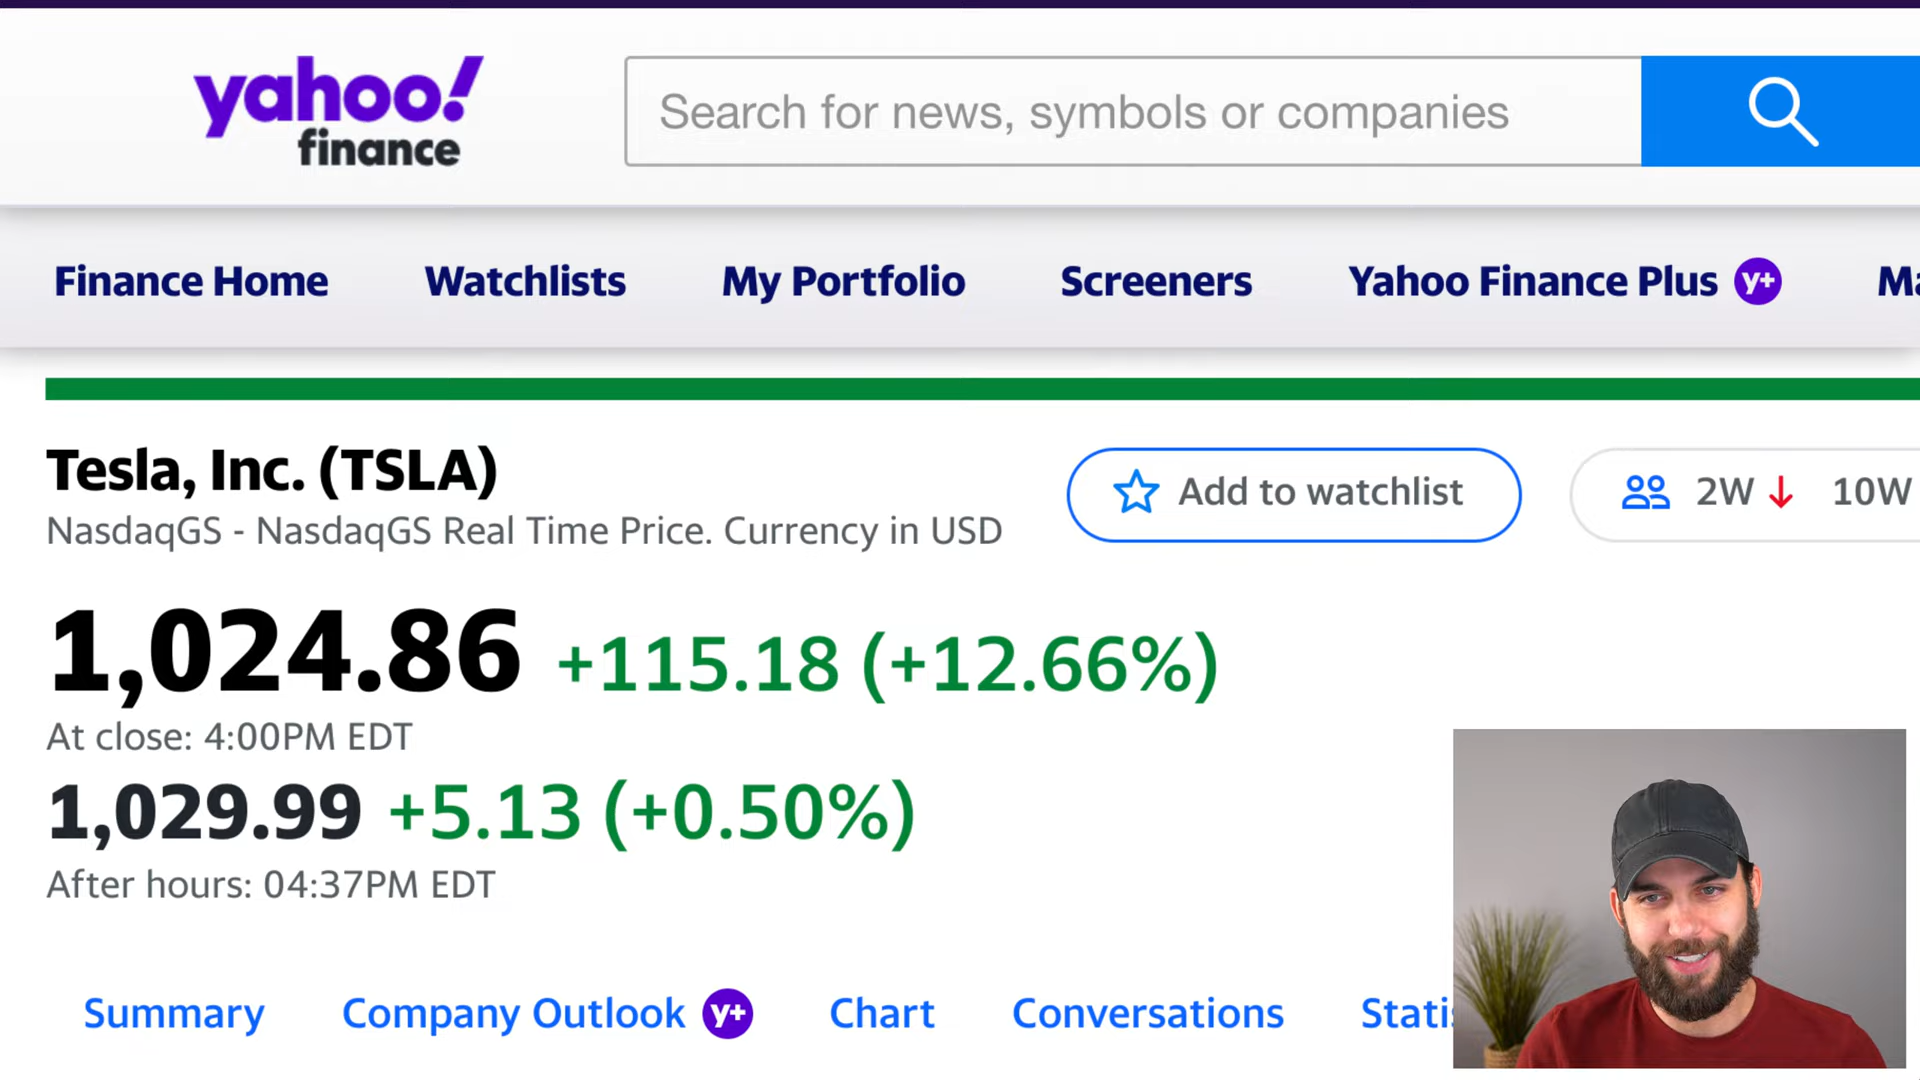 yahoo!
finance
Search for news, symbols or companies
Finance Home Watchlists My Portfolio Screeners Yahoo Finance Plus y+ Ma
Tesla, Inc. (TSLA)
NasdaqGS - NasdaqGS Real Time Price. Currency in USD
Add to watchlist
2W 10W
1,024.86 +115.18 (+12.66%)
At close: 4:00PM EDT
1,029.99 +5.13 (+0.50%)
After hours: 04:37PM EDT
Summary Company Outlook y+ Chart Conversations Statis